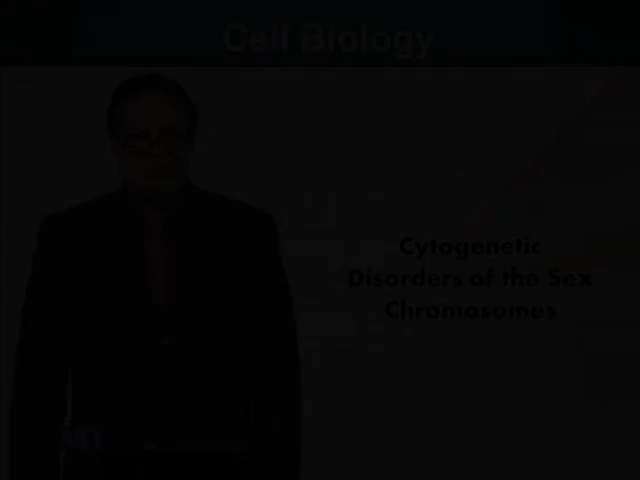 Cell Biology
Cytogenetic
Disorders of the Sex
Chromosomes